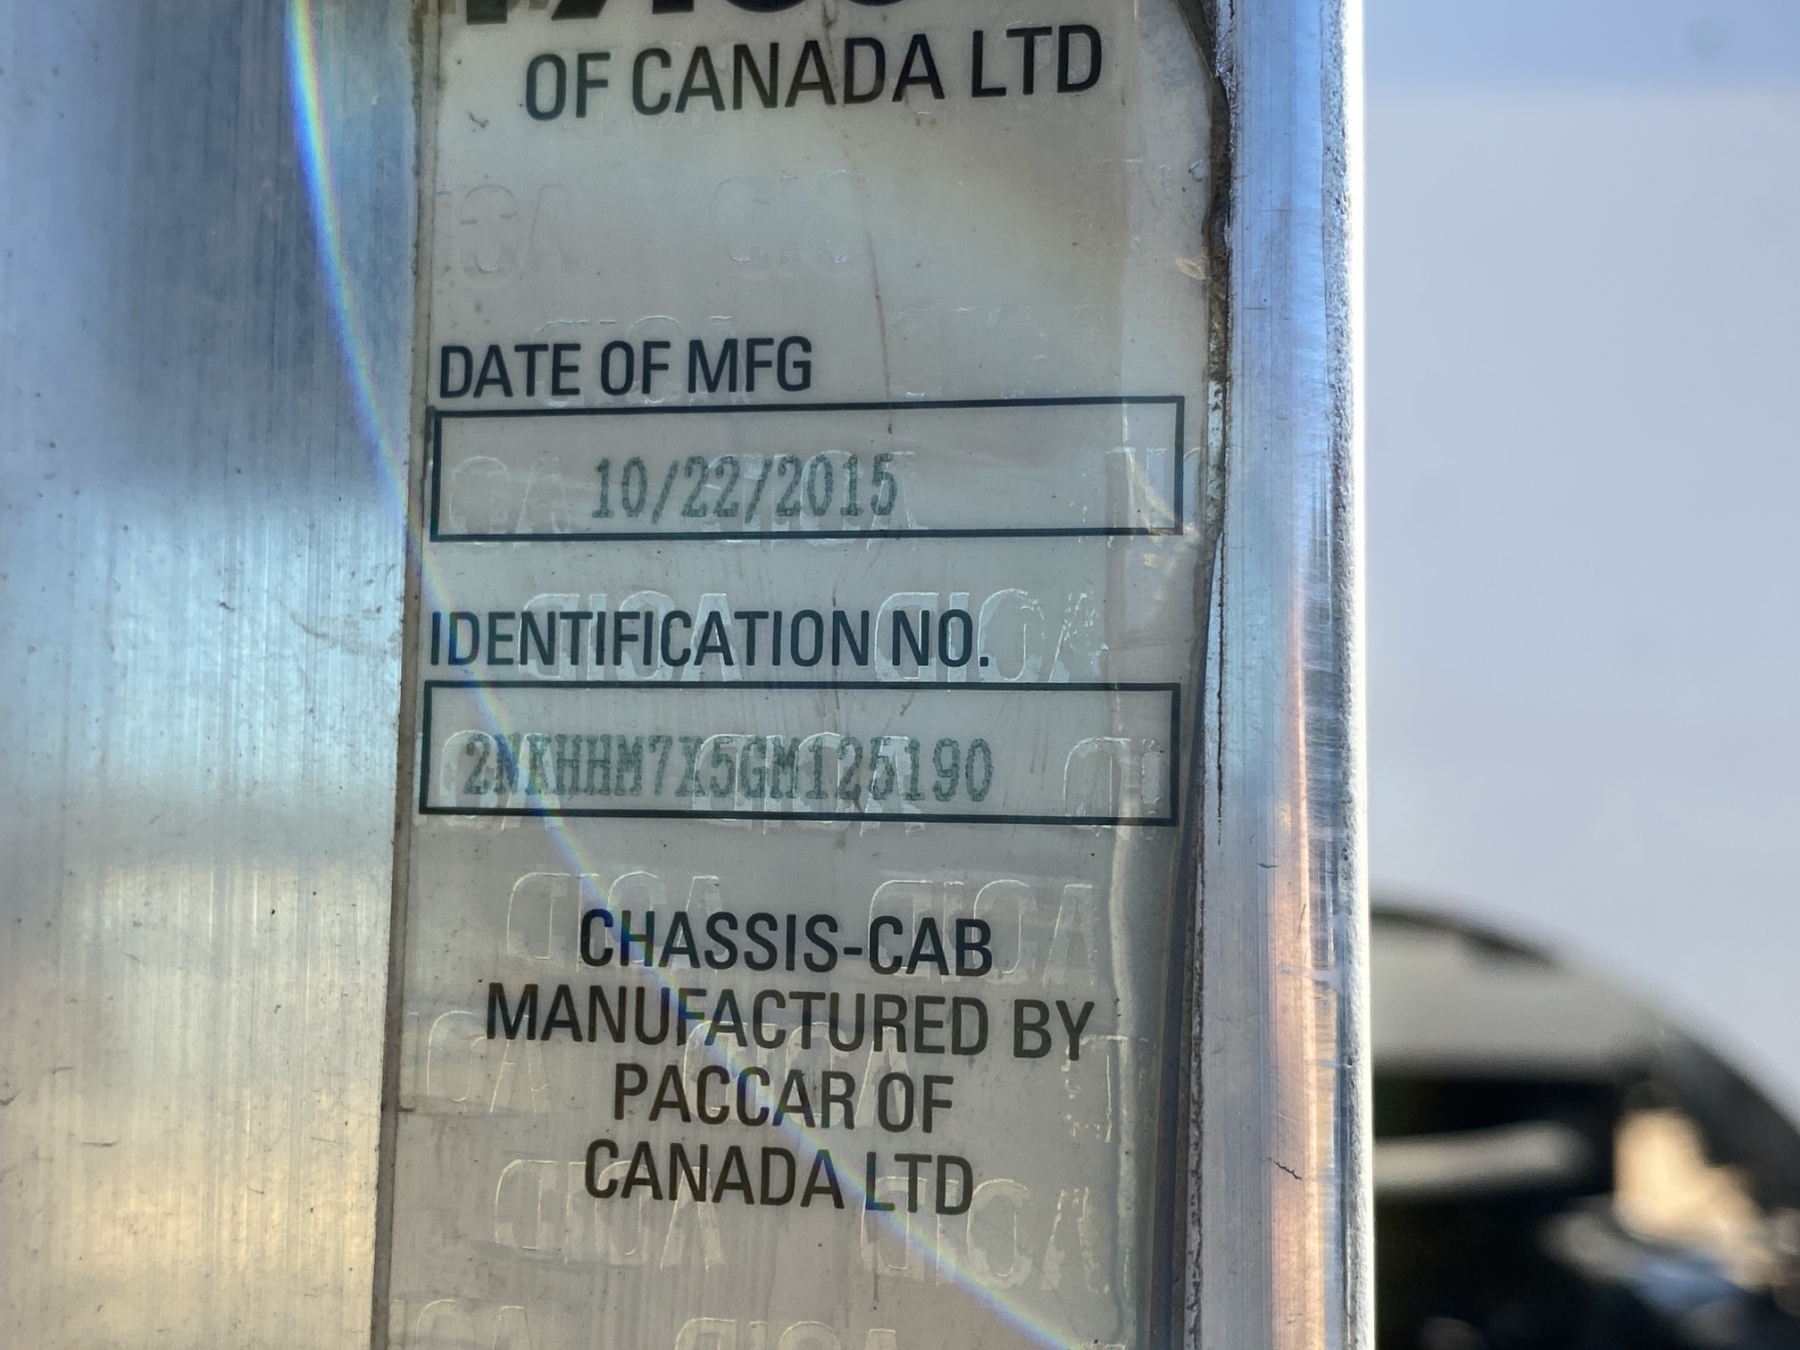 OF CANADA LTD
DATE OF MFG
10/22/2015
IDENTIFICATION NO.
2NKHHM7X5GM125190
CHASSIS-CAB
MANUFACTURED BY
PACCAR OF
CANADA LTD